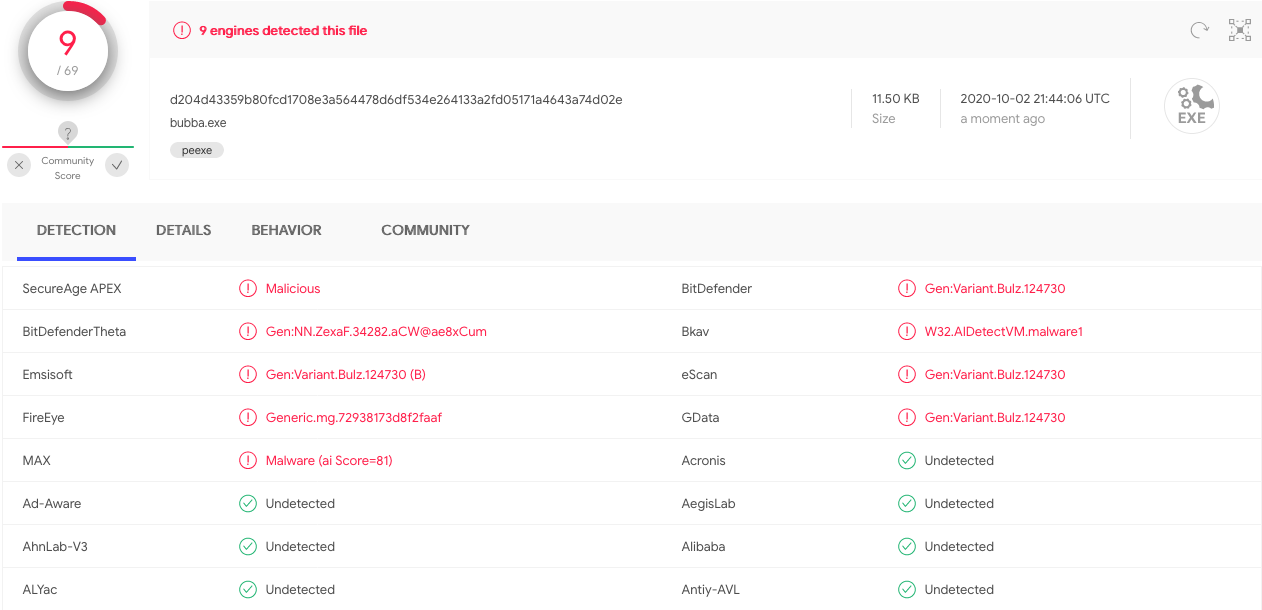 9
/ 69
?
Community
Score
9 engines detected this file
d204d43359b80fcd1708e3a564478d6df534e264133a2fd05171a4643a74d02e
bubba.exe
peexe
11.50 KB
Size
2020-10-02 21:44:06 UTC
a moment ago
EXE
DETECTION DETAILS BEHAVIOR COMMUNITY
SecureAge APEX Malicious BitDefender Gen:Variant.Bulz.124730
BitDefenderTheta Gen:NN.ZexaF.34282.aCW@ae8xCum Bkav W32.AIDetectVM.malware1
Emsisoft Gen:Variant.Bulz.124730 (B) eScan Gen:Variant.Bulz.124730
FireEye Generic.mg.72938173d8f2faaf GData Gen:Variant.Bulz.124730
MAX Malware (ai Score=81) Acronis Undetected
Ad-Aware Undetected AegisLab Undetected
AhnLab-V3 Undetected Alibaba Undetected
ALYac Undetected Antiy-AVL Undetected